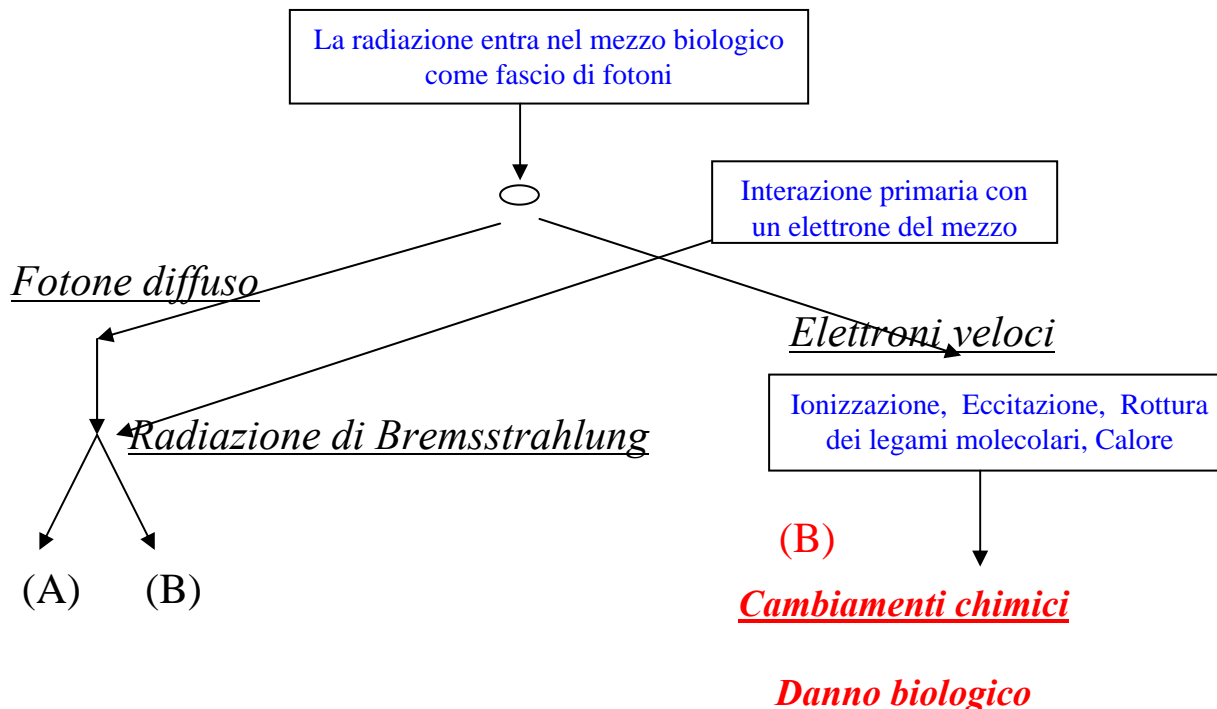 La radiazione entra nel mezzo biologico
come fascio di fotoni
Interazione primaria con
un elettrone del mezzo
Fotone diffuso
Elettroni veloci
Ionizzazione, Eccitazione, Rottura
dei legami molecolari, Calore
Radiazione di Bremsstrahlung
(B)
(A) (B)
Cambiamenti chimici
Danno biologico